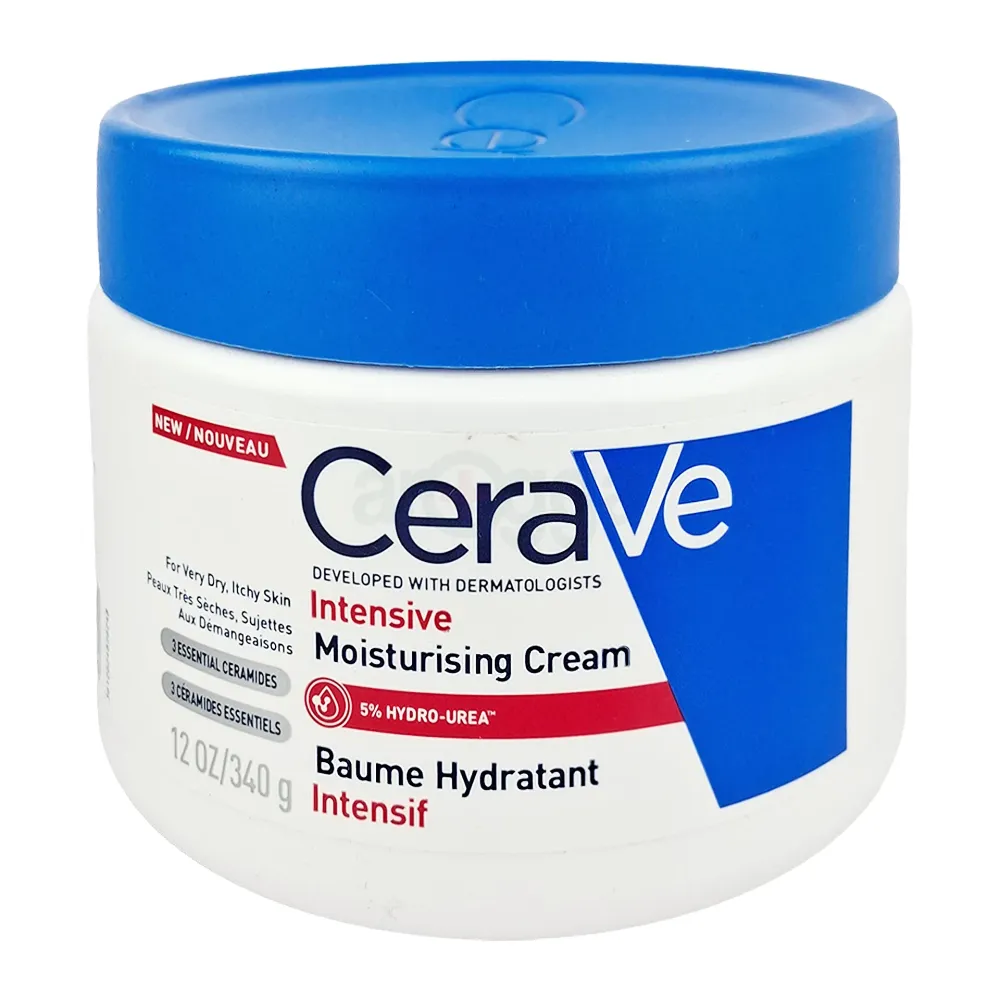 NEW / NOUVEAU
CeraVe
DEVELOPED WITH DERMATOLOGISTS
Intensive
Moisturising Cream
5% HYDRO-UREA™
Baume Hydratant
Intensif
For Very Dry, Itchy Skin
Peaux Très Sèches, Sujettes
Aux Démangeaisons
3 ESSENTIAL CERAMIDES
3 CÉRAMIDES ESSENTIELS
12 OZ/340 g